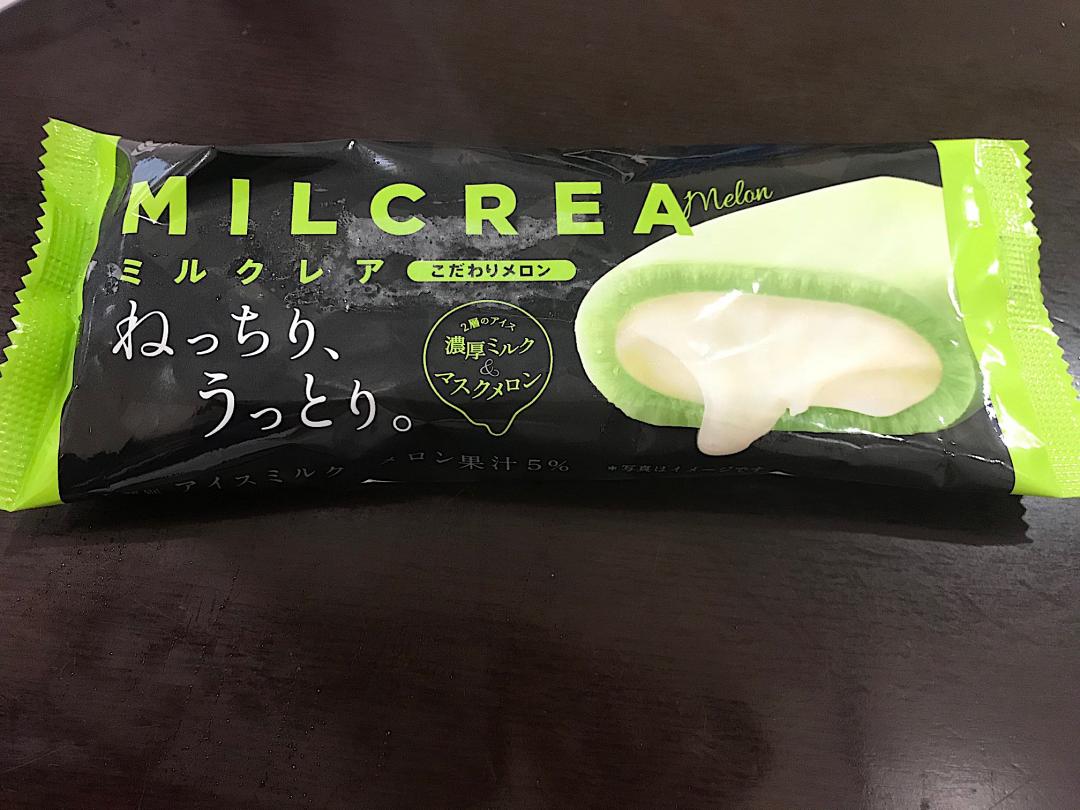 MILCREA Melon
ミルクレア こだわりメロン
ねっちり、
うっとり。
2層のアイス
濃厚ミルク
&
マスクメロン
アイスミルク メロン果汁5%
*写真はイメージです